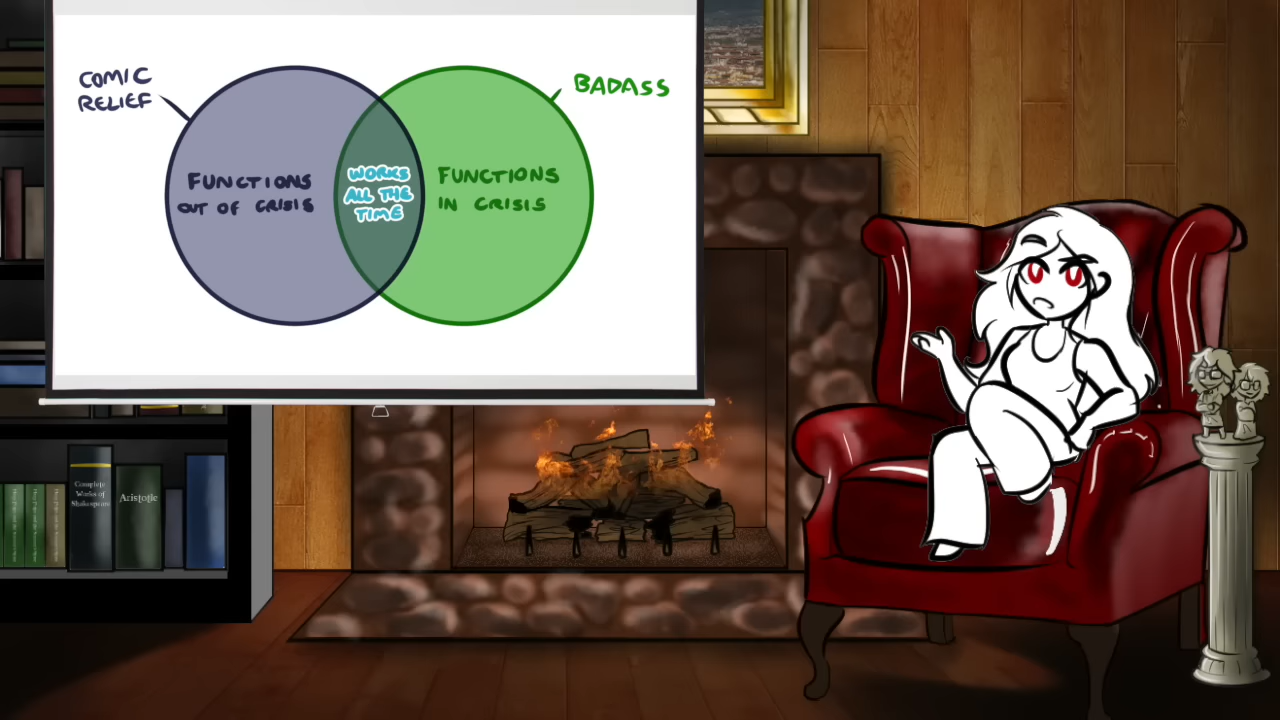 COMIC
RELIEF
BADASS
FUNCTIONS
OUT OF CRISIS
WORKS
ALL THE
TIME
FUNCTIONS
IN CRISIS
Complete
Works of
Shakespeare
Aristotle